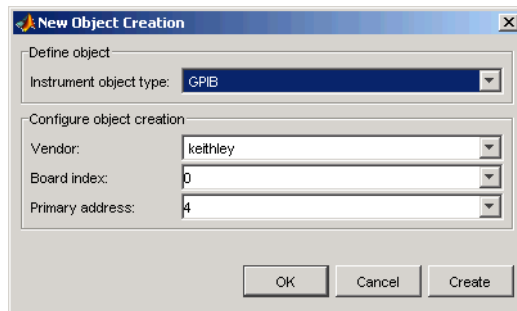 New Object Creation
Define object
Instrument object type: GPIB
Configure object creation
Vendor: keithley
Board index: 0
Primary address: 4
OK Cancel Create